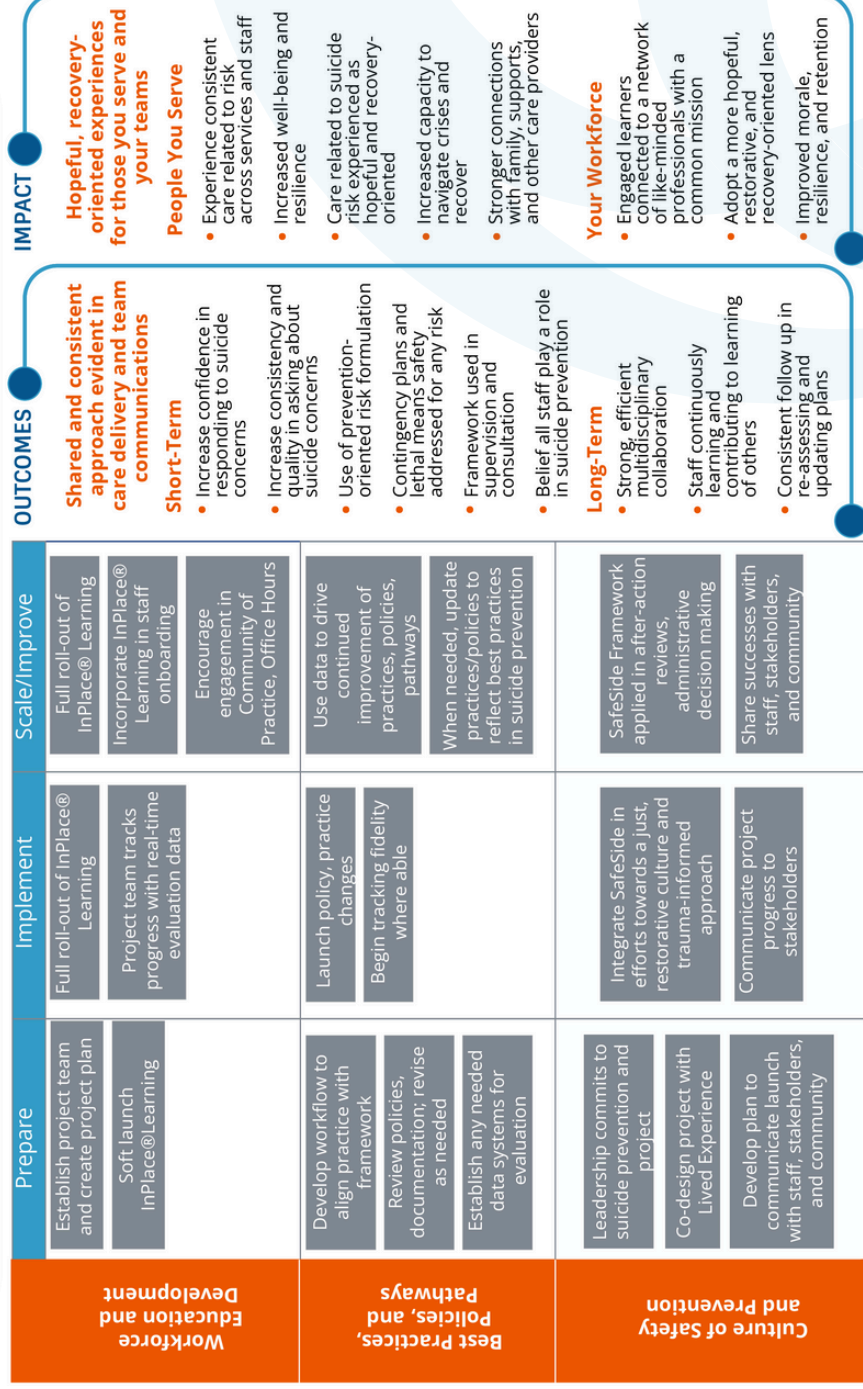 Prepare
Implement
Scale/Improve
OUTCOMES
IMPACT
Workforce
and Education
Development
Establish project team
and create project plan
Soft launch
InPlace®Learning
Full roll-out of InPlace®
Learning
Project team tracks
progress with real-time
evaluation data
Full roll-out of
InPlace® Learning
Incorporate InPlace®
Learning in staff
onboarding
Encourage
engagement in
Community of
Practice, Office Hours
Best Practices,
Policies, and
Pathways
Develop workflow to
align practice with
framework
Review policies,
documentation; revise
as needed
Establish any needed
data systems for
evaluation
Launch policy, practice
changes
Begin tracking fidelity
where able
Use data to drive
continued
improvement of
practices, policies,
pathways
When needed, update
practices/policies to
reflect best practices
in suicide prevention
Culture of Safety
and Prevention
Leadership commits to
suicide prevention and
project
Co-design project with
Lived Experience
Develop plan to
communicate launch
with staff, stakeholders,
and community
Integrate SafeSide in
efforts towards a just,
restorative culture and
trauma-informed
approach
Communicate project
progress to
stakeholders
SafeSide Framework
applied in after-action
reviews,
administrative
decision making
Share successes with
staff, stakeholders,
and community
Shared and consistent
approach evident in
care delivery and team
communications
Short-Term
• Increase confidence in
responding to suicide
concerns
• Increase consistency and
quality in asking about
suicide concerns
• Use of prevention-
oriented risk formulation
• Contingency plans and
lethal means safety
addressed for any risk
• Framework used in
supervision and
consultation
• Belief all staff play a role
in suicide prevention
Long-Term
• Strong, efficient
multidisciplinary
collaboration
• Staff continuously
learning and
contributing to learning
of others
• Consistent follow up in
re-assessing and
updating plans
Hopeful, recovery-
oriented experiences
for those you serve and
your teams
People You Serve
• Experience consistent
care related to risk
across services and staff
• Increased well-being and
resilience
• Care related to suicide
risk experienced as
hopeful and recovery-
oriented
• Increased capacity to
navigate crises and
recover
• Stronger connections
with family, supports,
and other care providers
Your Workforce
• Engaged learners
connected to a network
of like-minded
professionals with a
common mission
• Adopt a more hopeful,
restorative, and
recovery-oriented lens
• Improved morale,
resilience, and retention